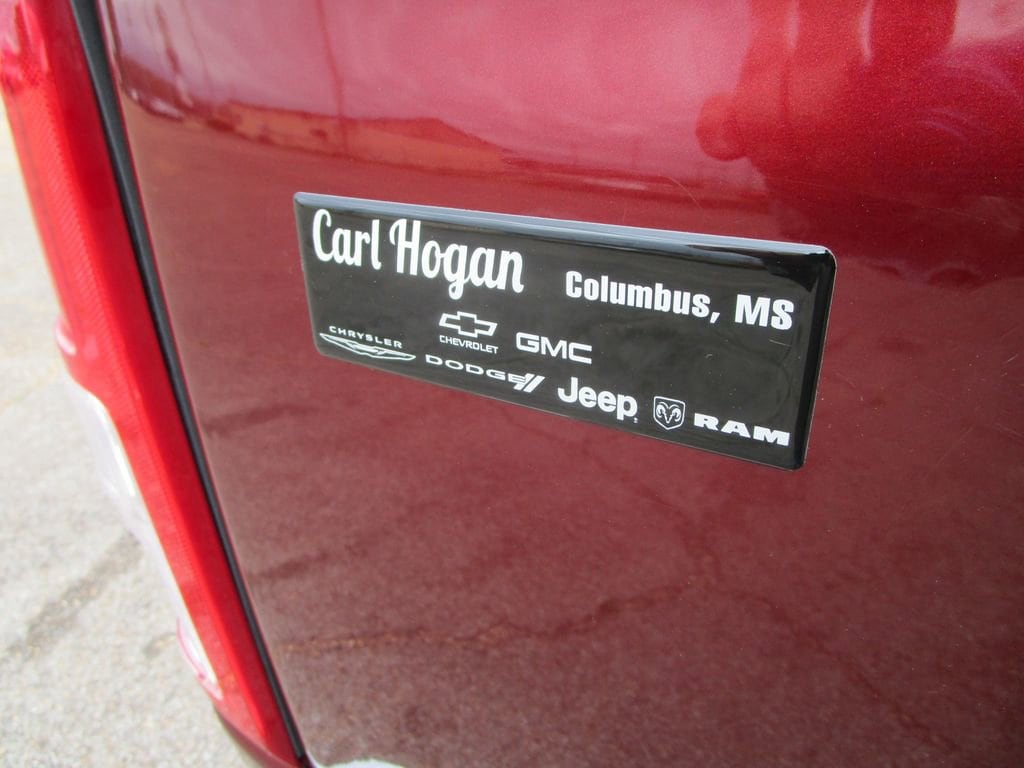 Carl Hogan
Columbus, MS
CHEVROLET GMC
CHRYSLER DODGE Jeep RAM